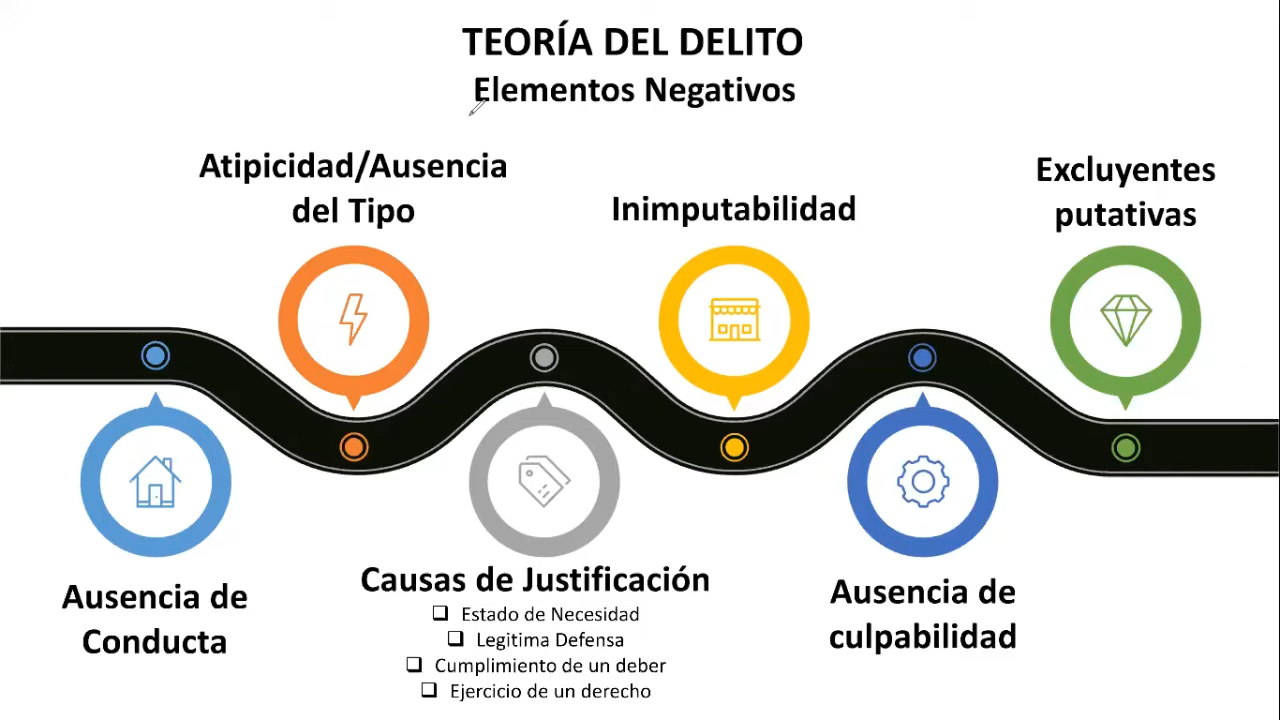 TEORÍA DEL DELITO
Elementos Negativos
Atipicidad/Ausencia
del Tipo
Inimputabilidad
Excluyentes
putativas
Ausencia de
Conducta
Causas de Justificación
Estado de Necesidad
Legitima Defensa
Cumplimiento de un deber
Ejercicio de un derecho
Ausencia de
culpabilidad